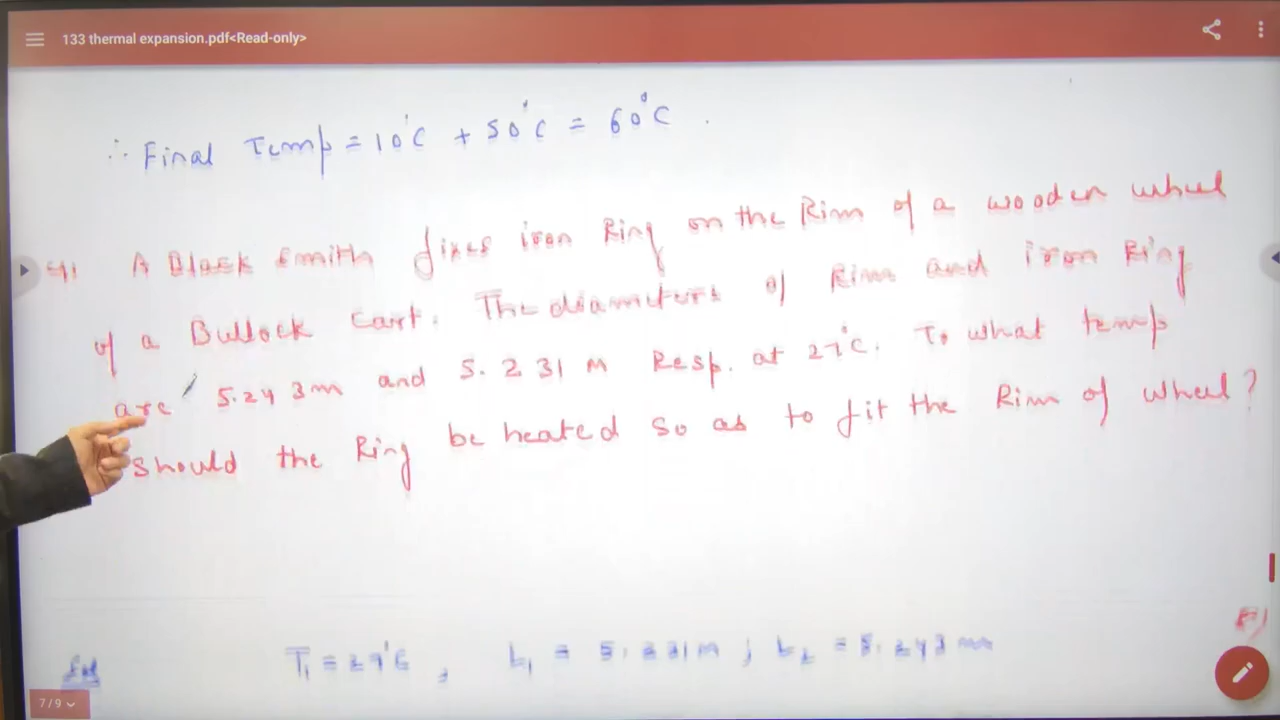 133 thermal expansion.pdf<Read-only>
∴ Final Temp = 10°C + 50°C = 60°C.
A Black Smith fixes iron Ring on the Rim of a wooden wheel
of a Bullock Cart. The diameters of Rim and iron Ring
are 5.243m and 5.231 M Resp. at 27°C. To what temp
should the Ring be heated so as to fit the Rim of wheel?
Sol T₁ = 27°C, L₁ = 5.231M ; L₂ = 5.243 m
7/9